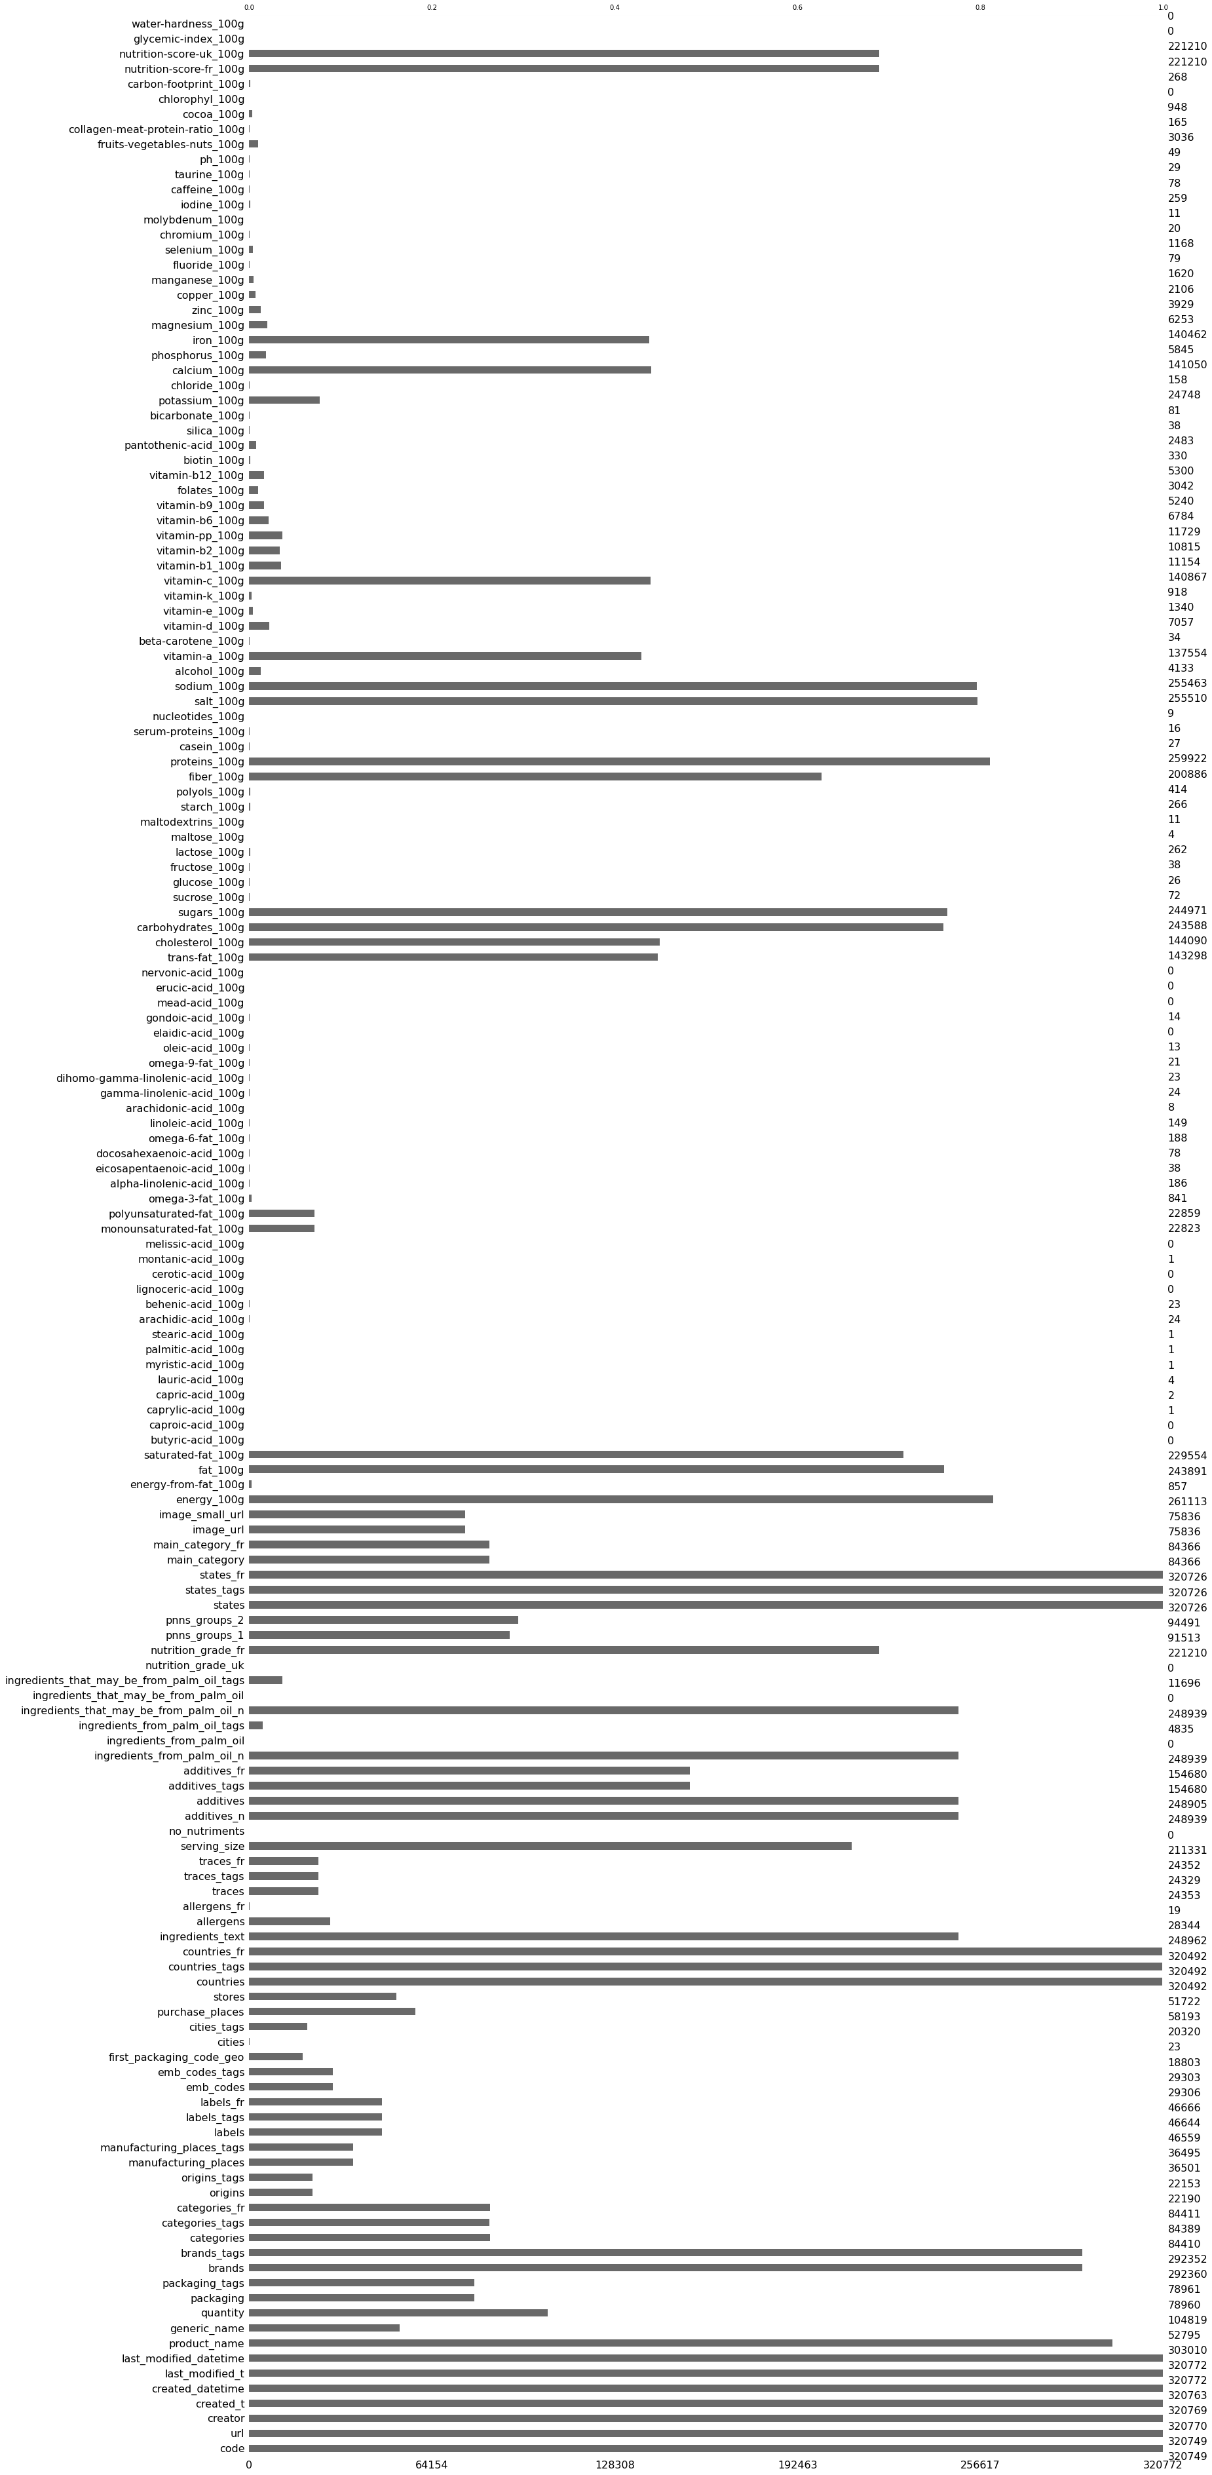 0.0 0.2 0.4 0.6 0.8 1.0
water-hardness_100g 0
glycemic-index_100g 0
nutrition-score-uk_100g 221210
nutrition-score-fr_100g 221210
carbon-footprint_100g 268
chlorophyl_100g 0
cocoa_100g 948
collagen-meat-protein-ratio_100g 165
fruits-vegetables-nuts_100g 3036
ph_100g 49
taurine_100g 29
caffeine_100g 78
iodine_100g 259
molybdenum_100g 11
chromium_100g 20
selenium_100g 1168
fluoride_100g 79
manganese_100g 1620
copper_100g 2106
zinc_100g 3929
magnesium_100g 6253
iron_100g 140462
phosphorus_100g 5845
calcium_100g 141050
chloride_100g 158
potassium_100g 24748
bicarbonate_100g 81
silica_100g 38
pantothenic-acid_100g 2483
biotin_100g 330
vitamin-b12_100g 5300
folates_100g 3042
vitamin-b9_100g 5240
vitamin-b6_100g 6784
vitamin-pp_100g 11729
vitamin-b2_100g 10815
vitamin-b1_100g 11154
vitamin-c_100g 140867
vitamin-k_100g 918
vitamin-e_100g 1340
vitamin-d_100g 7057
beta-carotene_100g 34
vitamin-a_100g 137554
alcohol_100g 4133
sodium_100g 255463
salt_100g 255510
nucleotides_100g 9
serum-proteins_100g 16
casein_100g 27
proteins_100g 259922
fiber_100g 200886
polyols_100g 414
starch_100g 266
maltodextrins_100g 11
maltose_100g 4
lactose_100g 262
fructose_100g 38
glucose_100g 26
sucrose_100g 72
sugars_100g 244971
carbohydrates_100g 243588
cholesterol_100g 144090
trans-fat_100g 143298
nervonic-acid_100g 0
erucic-acid_100g 0
mead-acid_100g 0
gondoic-acid_100g 14
elaidic-acid_100g 0
oleic-acid_100g 13
omega-9-fat_100g 21
dihomo-gamma-linolenic-acid_100g 23
gamma-linolenic-acid_100g 24
arachidonic-acid_100g 8
linoleic-acid_100g 149
omega-6-fat_100g 188
docosahexaenoic-acid_100g 78
eicosapentaenoic-acid_100g 38
alpha-linolenic-acid_100g 186
omega-3-fat_100g 841
polyunsaturated-fat_100g 22859
monounsaturated-fat_100g 22823
melissic-acid_100g 0
montanic-acid_100g 1
cerotic-acid_100g 0
lignoceric-acid_100g 0
behenic-acid_100g 23
arachidic-acid_100g 24
stearic-acid_100g 1
palmitic-acid_100g 1
myristic-acid_100g 1
lauric-acid_100g 4
capric-acid_100g 2
caprylic-acid_100g 1
caproic-acid_100g 0
butyric-acid_100g 0
saturated-fat_100g 229554
fat_100g 243891
energy-from-fat_100g 857
energy_100g 261113
image_small_url 75836
image_url 75836
main_category_fr 84366
main_category 84366
states_fr 320726
states_tags 320726
states 320726
pnns_groups_2 94491
pnns_groups_1 91513
nutrition_grade_fr 221210
nutrition_grade_uk 0
ingredients_that_may_be_from_palm_oil_tags 11696
ingredients_that_may_be_from_palm_oil 0
ingredients_that_may_be_from_palm_oil_n 248939
ingredients_from_palm_oil_tags 4835
ingredients_from_palm_oil 0
ingredients_from_palm_oil_n 248939
additives_fr 154680
additives_tags 154680
additives 248905
additives_n 248939
no_nutriments 0
serving_size 211331
traces_fr 24352
traces_tags 24329
traces 24353
allergens_fr 19
allergens 28344
ingredients_text 248962
countries_fr 320492
countries_tags 320492
countries 320492
stores 51722
purchase_places 58193
cities_tags 20320
cities 23
first_packaging_code_geo 18803
emb_codes_tags 29303
emb_codes 29306
labels_fr 46666
labels_tags 46644
labels 46559
manufacturing_places_tags 36495
manufacturing_places 36501
origins_tags 22153
origins 22190
categories_fr 84411
categories_tags 84389
categories 84410
brands_tags 292352
brands 292360
packaging_tags 78961
packaging 78960
quantity 104819
generic_name 52795
product_name 303010
last_modified_datetime 320772
last_modified_t 320772
created_datetime 320763
created_t 320769
creator 320770
url 320749
code 320749
0 64154 128308 192463 256617 320772